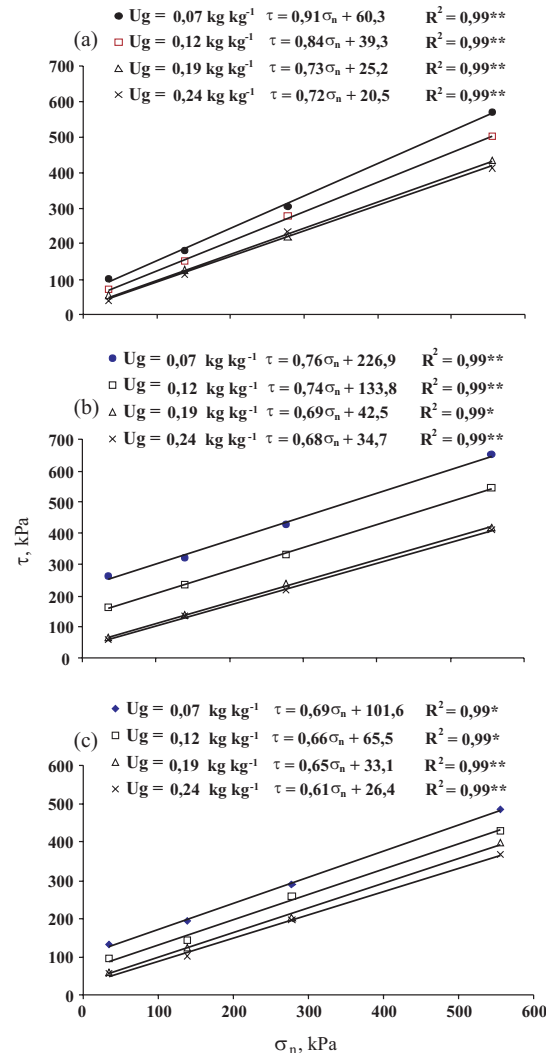 Ug = 0,07 kg kg⁻¹ τ = 0,91σₙ + 60,3 R² = 0,99**
(a)
Ug = 0,12 kg kg⁻¹ τ = 0,84σₙ + 39,3 R² = 0,99**
Ug = 0,19 kg kg⁻¹ τ = 0,73σₙ + 25,2 R² = 0,99**
Ug = 0,24 kg kg⁻¹ τ = 0,72σₙ + 20,5 R² = 0,99**
700
600
500
400
300
200
100
0
Ug = 0,07 kg kg⁻¹ τ = 0,76σₙ + 226,9 R² = 0,99**
Ug = 0,12 kg kg⁻¹ τ = 0,74σₙ + 133,8 R² = 0,99**
(b)
Ug = 0,19 kg kg⁻¹ τ = 0,69σₙ + 42,5 R² = 0,99*
Ug = 0,24 kg kg⁻¹ τ = 0,68σₙ + 34,7 R² = 0,99**
700
600
500
400
300
200
100
0
τ, kPa
Ug = 0,07 kg kg⁻¹ τ = 0,69σₙ + 101,6 R² = 0,99*
(c)
Ug = 0,12 kg kg⁻¹ τ = 0,66σₙ + 65,5 R² = 0,99*
Ug = 0,19 kg kg⁻¹ τ = 0,65σₙ + 33,1 R² = 0,99**
Ug = 0,24 kg kg⁻¹ τ = 0,61σₙ + 26,4 R² = 0,99**
600
500
400
300
200
100
0
0 100 200 300 400 500 600
σₙ, kPa